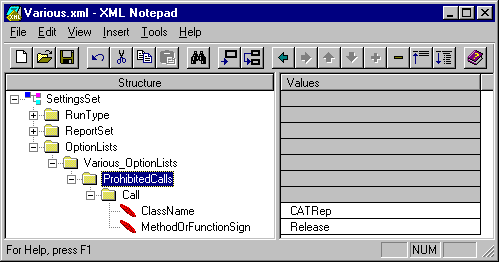 Various.xml - XML Notepad
File Edit View Insert Tools Help
Structure
Values
SettingsSet
RunType
ReportSet
OptionLists
Various_OptionLists
ProhibitedCalls
Call
ClassName
CATRep
MethodOrFunctionSign
Release
For Help, press F1
NUM